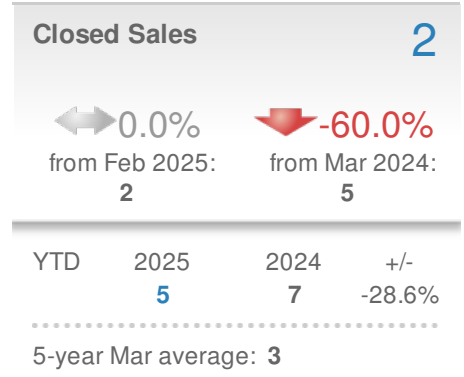 Closed Sales 2
0.0% -60.0%
from Feb 2025: from Mar 2024:
2 5
YTD 2025 2024 +/-
5 7 -28.6%
5-year Mar average: 3